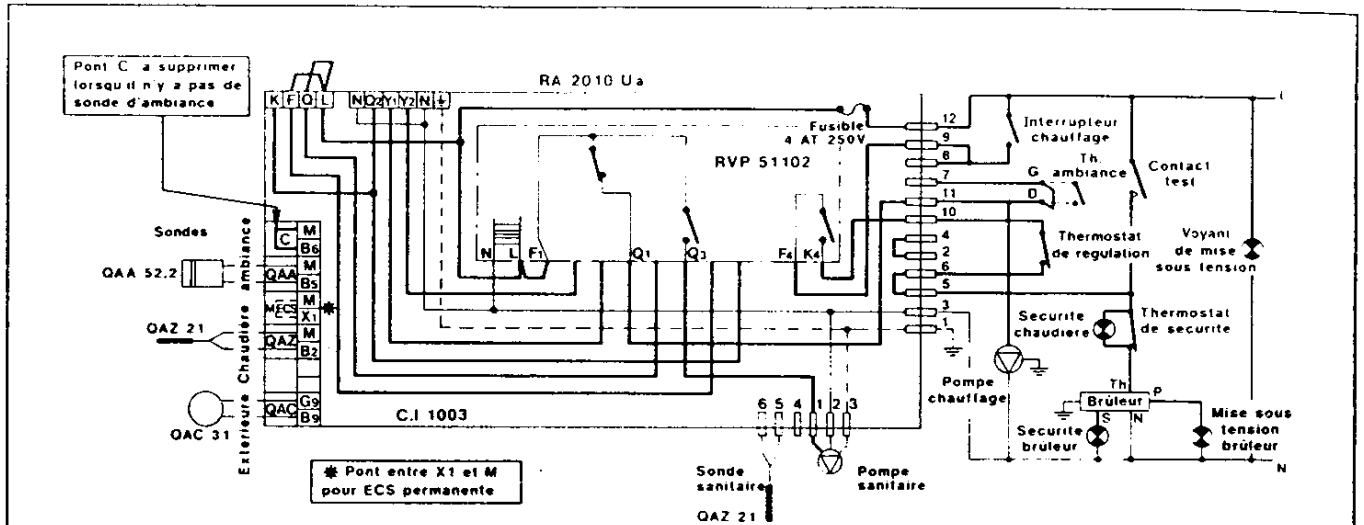 Pont C a supprimer
lorsqu il n y a pas de
sonde d'ambiance
RA 2010 Ua
K F Q L N Q2 Y1 Y2 N
Fusible
4 AT 250V
RVP 51102
12
9
8
7
11
10
4
2
6
5
3
1
Interrupteur
chauffage
Th.
ambiance
G
D
Contact
test
Thermostat
de regulation
Voyant
de mise
sous tension
Securite
chaudiere
Thermostat
de securite
Sondes
QAA 52.2
QAZ 21
QAC 31
Exterieure Chaudière ambiance
C M
B6
QAA M
B5
M
X1
QAZ M
B2
QAC G9
B9
N L F1 Q1 Q3 F4 K4
C.I 1003
6 5 4 1 2 3
Pompe
chauffage
Th.
Brûleur
P
S N
Securite
brûleur
Mise sous
tension
brûleur
N
✱ Pont entre X1 et M
pour ECS permanente
Sonde
sanitaire
QAZ 21
Pompe
sanitaire